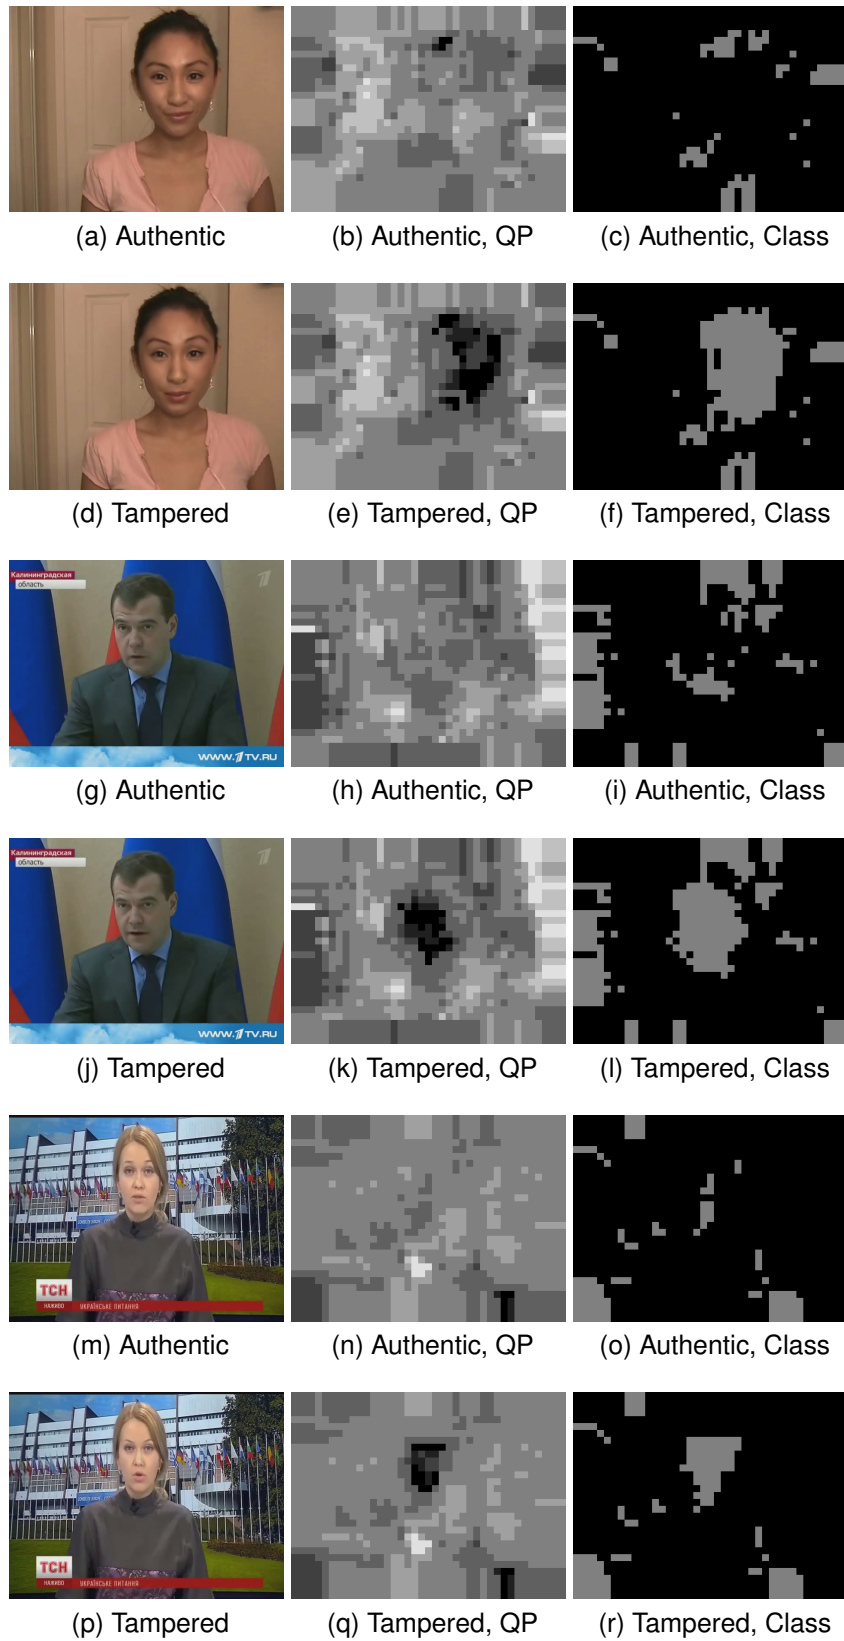 (a) Authentic
(b) Authentic, QP
(c) Authentic, Class
(d) Tampered
(e) Tampered, QP
(f) Tampered, Class
Калининградская
область
WWW.1TV.RU
(g) Authentic
(h) Authentic, QP
(i) Authentic, Class
Калининградская
область
WWW.1TV.RU
(j) Tampered
(k) Tampered, QP
(l) Tampered, Class
ТСН
НАЖИВО УКРАЇНСЬКЕ ПИТАННЯ
(m) Authentic
(n) Authentic, QP
(o) Authentic, Class
ТСН
НАЖИВО УКРАЇНСЬКЕ ПИТАННЯ
(p) Tampered
(q) Tampered, QP
(r) Tampered, Class